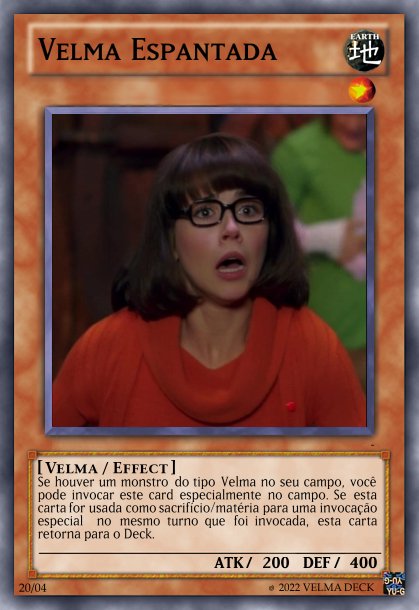 Velma Espantada
EARTH
地
[Velma / Effect]
Se houver um monstro do tipo Velma no seu campo, você
pode invocar este card especialmente no campo. Se esta
carta for usada como sacrifício/matéria para uma invocação
especial no mesmo turno que foi invocada, esta carta
retorna para o Deck.
ATK / 200 DEF / 400
20/04
© 2022 VELMA DECK
YU-G